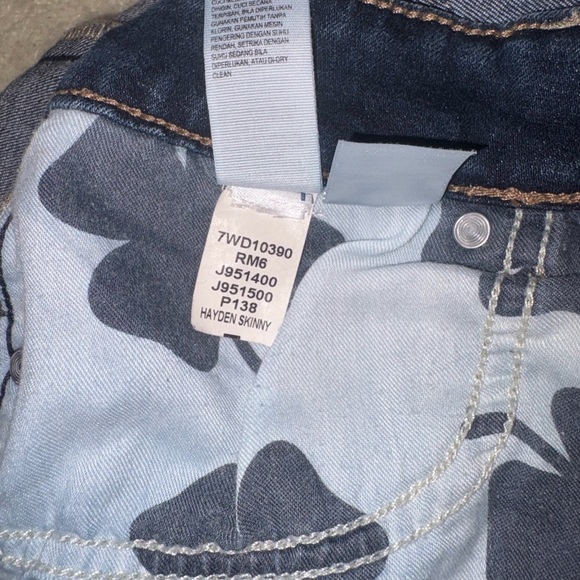 DINGIN, CUCI SECARA
TERPISAH, BILA DIPERLUKAN
GUNAKAN PEMUTIH TANPA
KLORIN, GUNAKAN MESIN
PENGERING DENGAN SUHU
RENDAH, SETRIKA DENGAN
SUHU SEDANG BILA
DIPERLUKAN, ATAU DI-DRY
CLEAN
7WD10390
RM6
J951400
J951500
P138
HAYDEN SKINNY